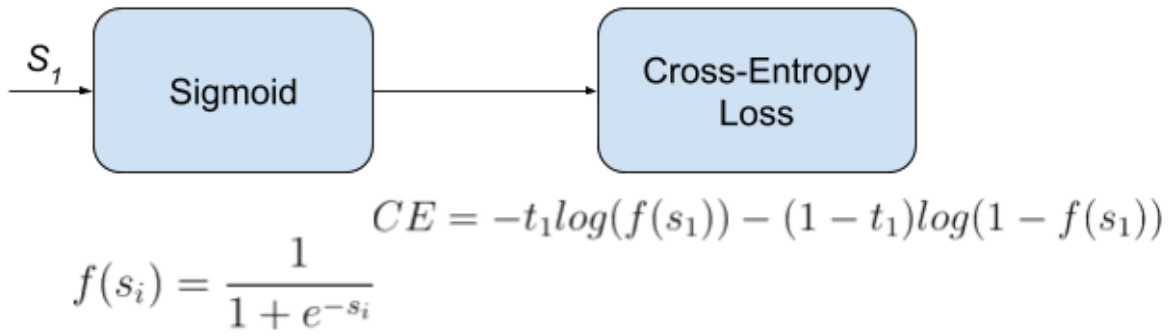 S₁
Sigmoid
Cross-Entropy
Loss
CE = −t₁log(f(s₁)) − (1 − t₁)log(1 − f(s₁))
f(sᵢ) = 1 / (1 + e^{−sᵢ})